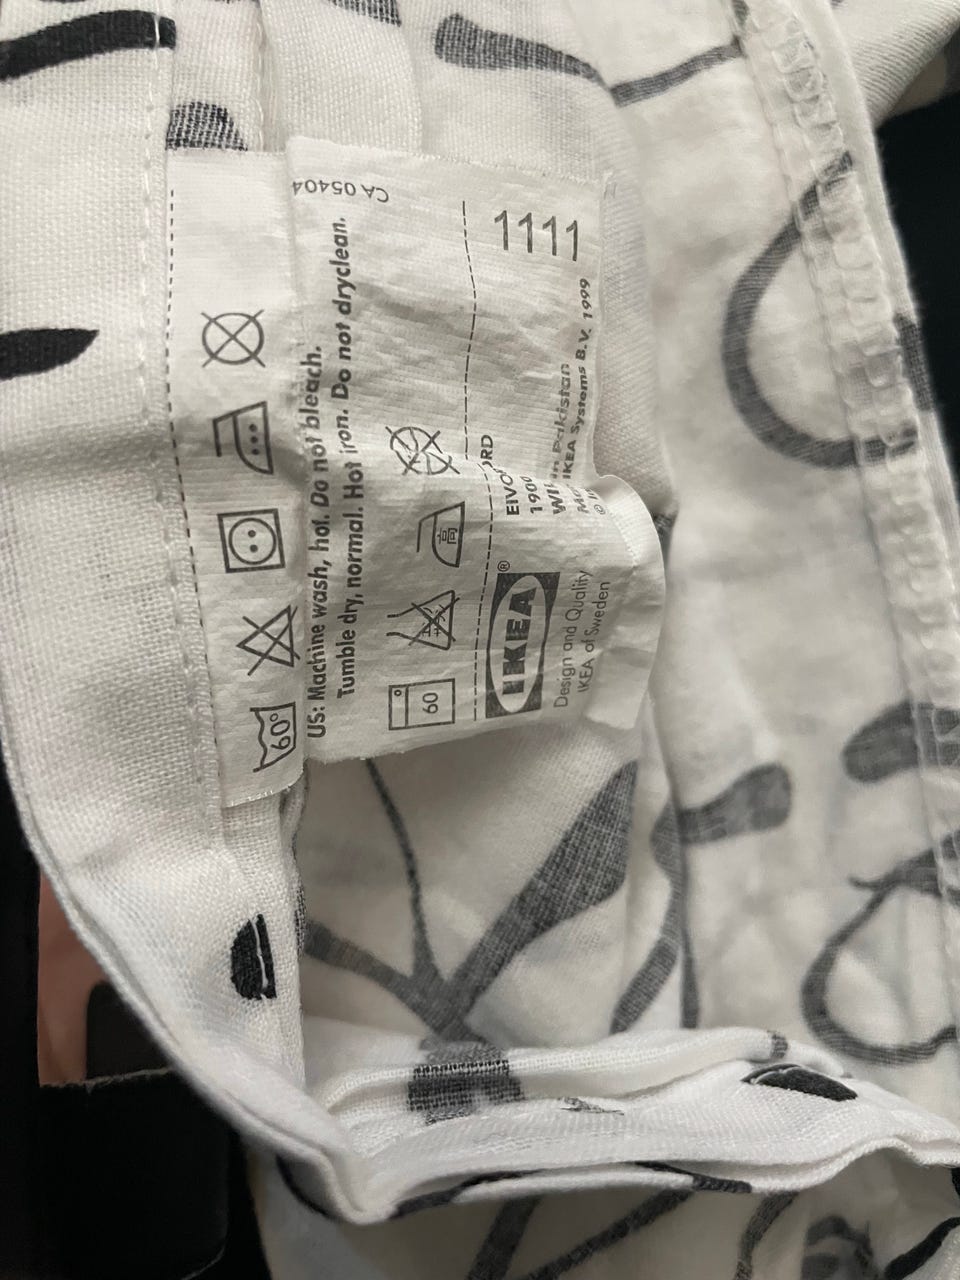 60°
US: Machine wash, hot. Do not bleach.
Tumble dry, normal. Hot iron. Do not dryclean.
CA 05404
60
高
IKEA®
Design and Quality
IKEA of Sweden
1111
Pakistan
IKEA Systems B.V. 1999